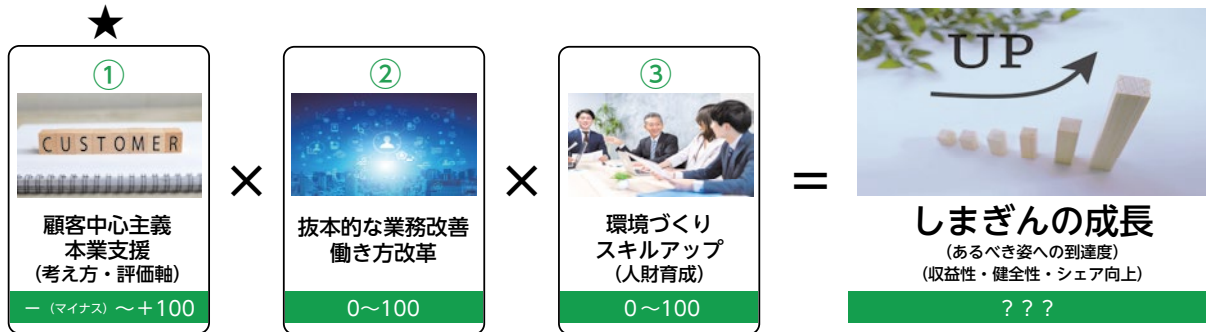 ★
①
CUSTOMER
顧客中心主義
本業支援
(考え方・評価軸)
－（マイナス）～＋100
×
②
抜本的な業務改善
働き方改革
0～100
×
③
環境づくり
スキルアップ
(人財育成)
0～100
＝
UP
しまぎんの成長
(あるべき姿への到達度)
(収益性・健全性・シェア向上)
？？？